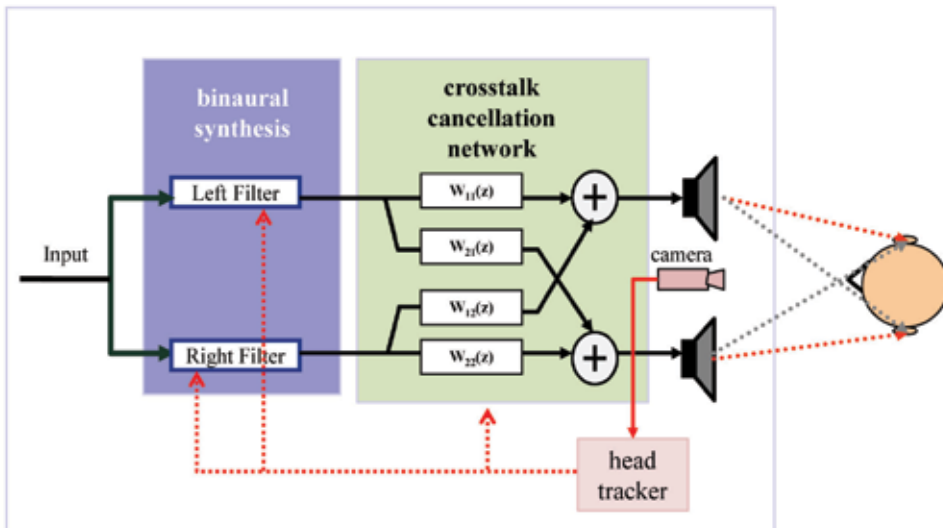 binaural
synthesis
crosstalk
cancellation
network
Left Filter
W11(z)
+
W21(z)
camera
Input
W12(z)
Right Filter
W22(z)
+
head
tracker